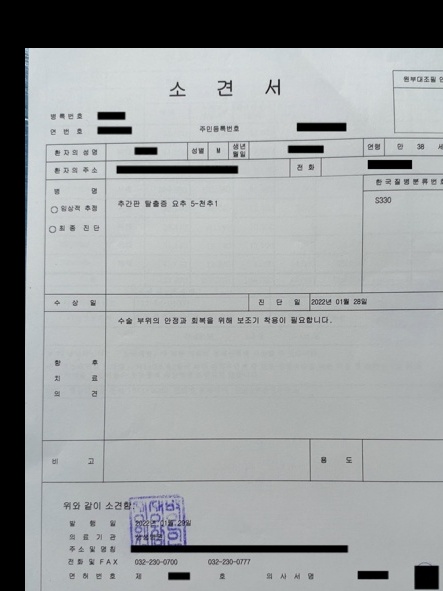 소 견 서
원부대조필 인
병록번호
연 번 호 주민등록번호
환자의 성명 성별 M 생년월일 연령 만 38 세
환자의 주소 전 화
병 명 한국질병분류번호
○ 임상적 추정
○ 최 종 진 단
추간판 탈출증 요추 5-천추1 S330
수 상 일 진 단 일 2022년 01월 28일
향 후
치 료
의 견
수술 부위의 안정과 회복을 위해 보조기 착용이 필요합니다.
비 고 용 도
위와 같이 소견함
발 행 일 2022년 01월 29일
의 료 기 관
주 소 및 명 칭
전 화 및 F A X 032-230-0700 032-230-0777
면 허 번 호 제 호 의 사 서 명